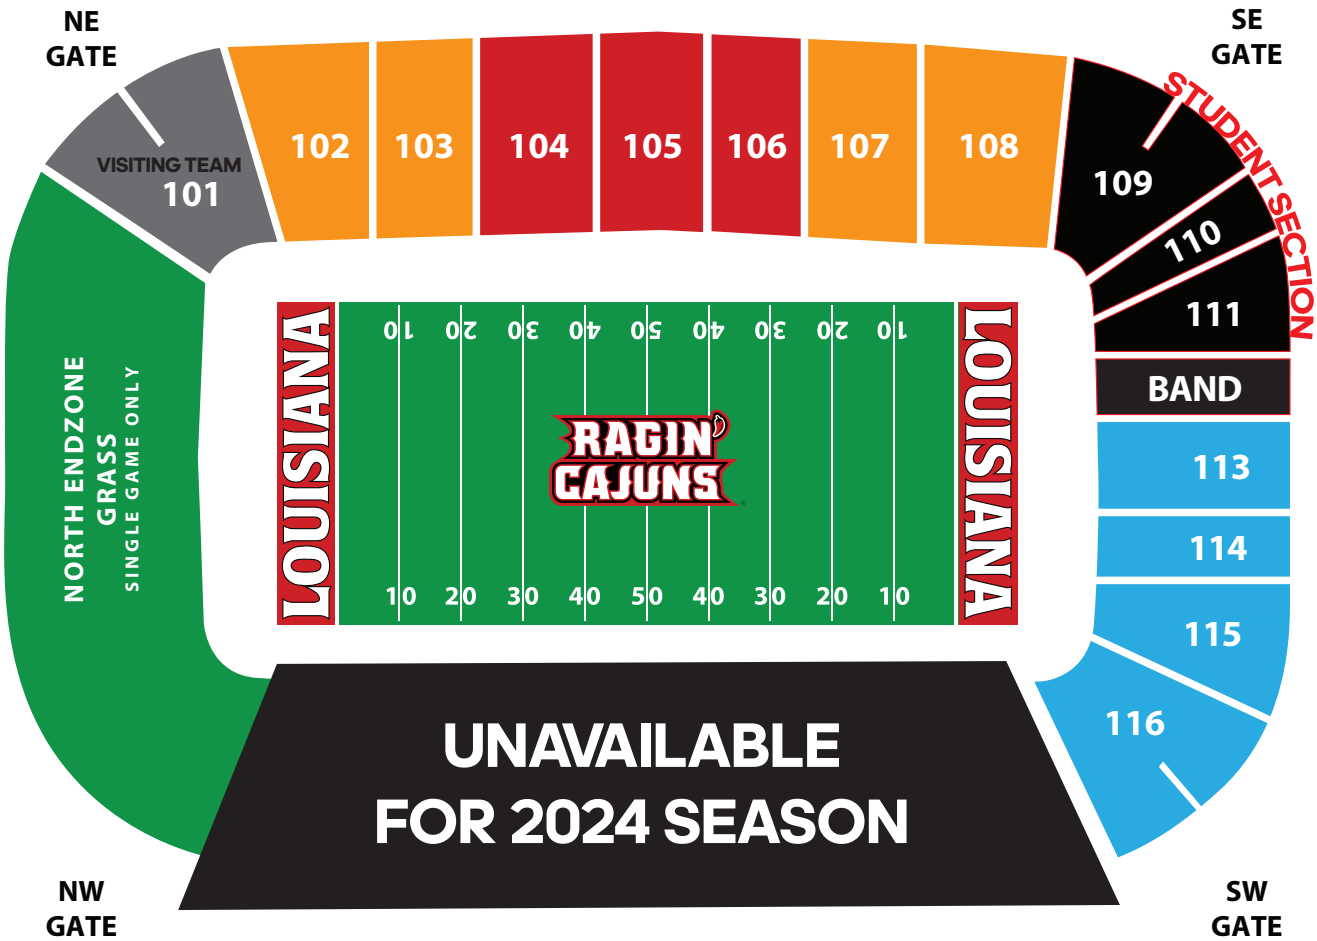 NE
GATE
SE
GATE
VISITING TEAM
101
102
103
104
105
106
107
108
109
110
111
STUDENT SECTION
BAND
113
114
115
116
NORTH ENDZONE
GRASS
SINGLE GAME ONLY
LOUISIANA
10 20 30 40 50 40 30 20 10
RAGIN'
CAJUNS
®
10 20 30 40 50 40 30 20 10
LOUISIANA
UNAVAILABLE
FOR 2024 SEASON
NW
GATE
SW
GATE